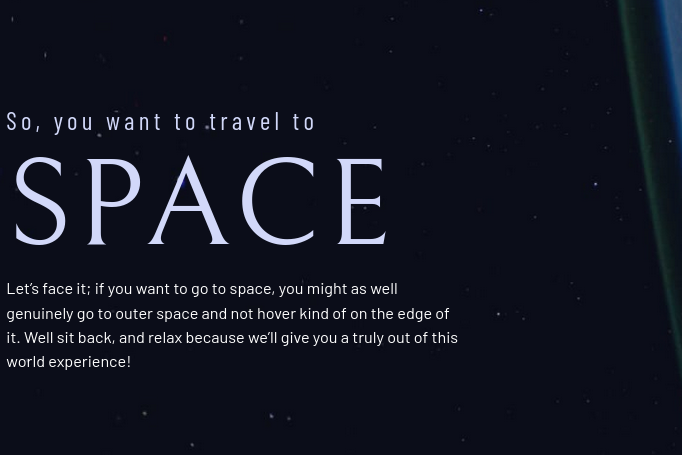 So, you want to travel to
SPACE
Let’s face it; if you want to go to space, you might as well
genuinely go to outer space and not hover kind of on the edge of
it. Well sit back, and relax because we’ll give you a truly out of this
world experience!